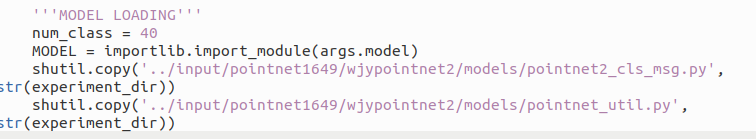 '''MODEL LOADING'''
num_class = 40
MODEL = importlib.import_module(args.model)
shutil.copy('../input/pointnet1649/wjypointnet2/models/pointnet2_cls_msg.py',
str(experiment_dir))
shutil.copy('../input/pointnet1649/wjypointnet2/models/pointnet_util.py',
str(experiment_dir))